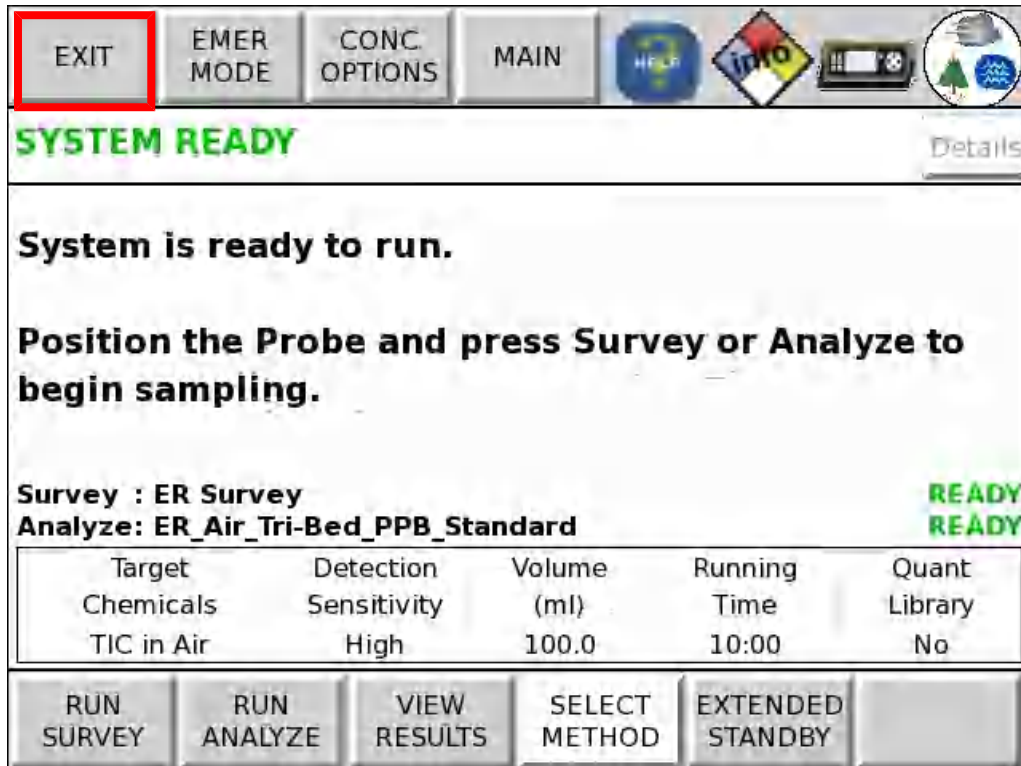 EXIT
EMER
MODE
CONC.
OPTIONS
MAIN
HELP
info
SYSTEM READY
Details
System is ready to run.
Position the Probe and press Survey or Analyze to
begin sampling.
Survey : ER Survey READY
Analyze: ER_Air_Tri-Bed_PPB_Standard READY
Target Detection Volume Running Quant
Chemicals Sensitivity (ml) Time Library
TIC in Air High 100.0 10:00 No
RUN
SURVEY
RUN
ANALYZE
VIEW
RESULTS
SELECT
METHOD
EXTENDED
STANDBY